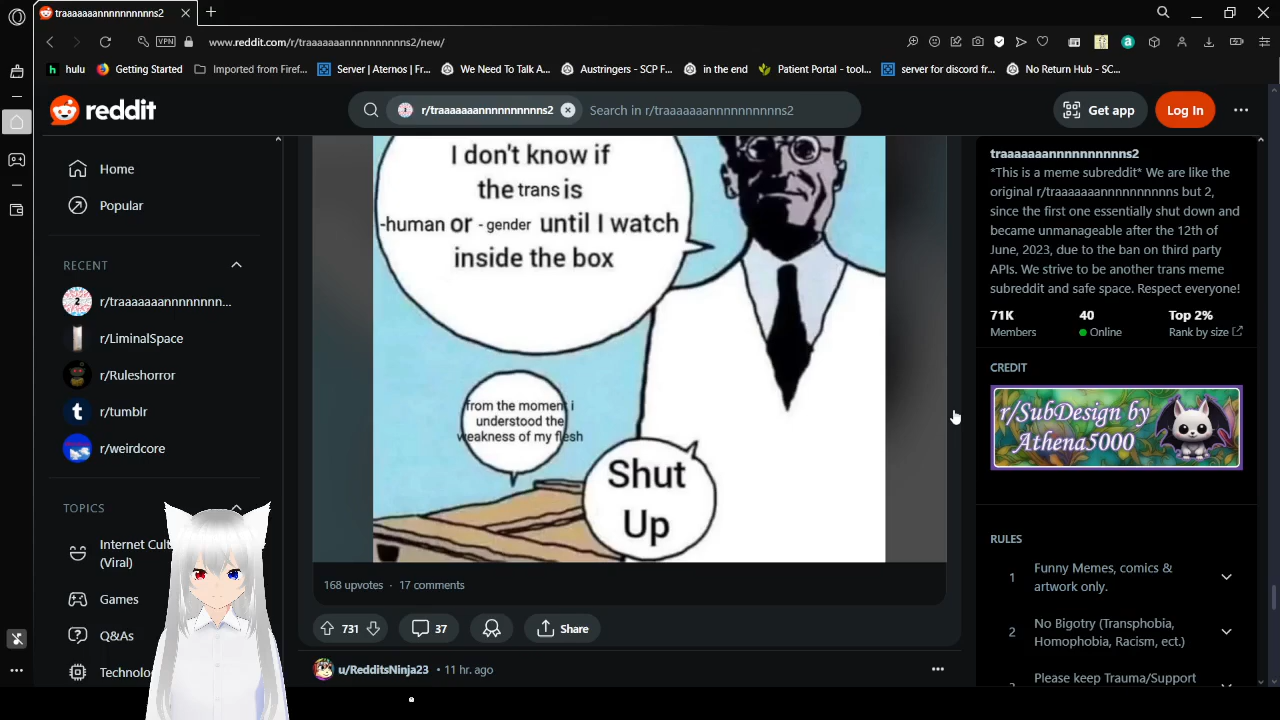 traaaaaaannnnnnnnnns2
www.reddit.com/r/traaaaaaannnnnnnnnns2/new/
VPN
hulu
Getting Started
Imported from Firef...
Server | Aternos | Fr...
We Need To Talk A...
Austringers - SCP F...
in the end
Patient Portal - tool...
server for discord fr...
No Return Hub - SC...
reddit
r/traaaaaaannnnnnnnnns2
Search in r/traaaaaaannnnnnnnnns2
Get app
Log In
Home
Popular
RECENT
r/traaaaaaannnnnnn...
r/LiminalSpace
r/Ruleshorror
r/tumblr
r/weirdcore
TOPICS
Internet Cult
(Viral)
Games
Q&As
Technolo
I don't know if
the trans is
-human or - gender until I watch
inside the box
from the moment i
understood the
weakness of my flesh
Shut
Up
168 upvotes · 17 comments
731
37
Share
u/RedditsNinja23 • 11 hr. ago
traaaaaaannnnnnnnnns2
*This is a meme subreddit* We are like the
original r/traaaaaaannnnnnnnnns but 2,
since the first one essentially shut down and
became unmanageable after the 12th of
June, 2023, due to the ban on third party
APIs. We strive to be another trans meme
subreddit and safe space. Respect everyone!
71K
Members
40
Online
Top 2%
Rank by size
CREDIT
r/SubDesign by
Athena5000
RULES
1 Funny Memes, comics &
artwork only.
2 No Bigotry (Transphobia,
Homophobia, Racism, ect.)
Please keep Trauma/Support